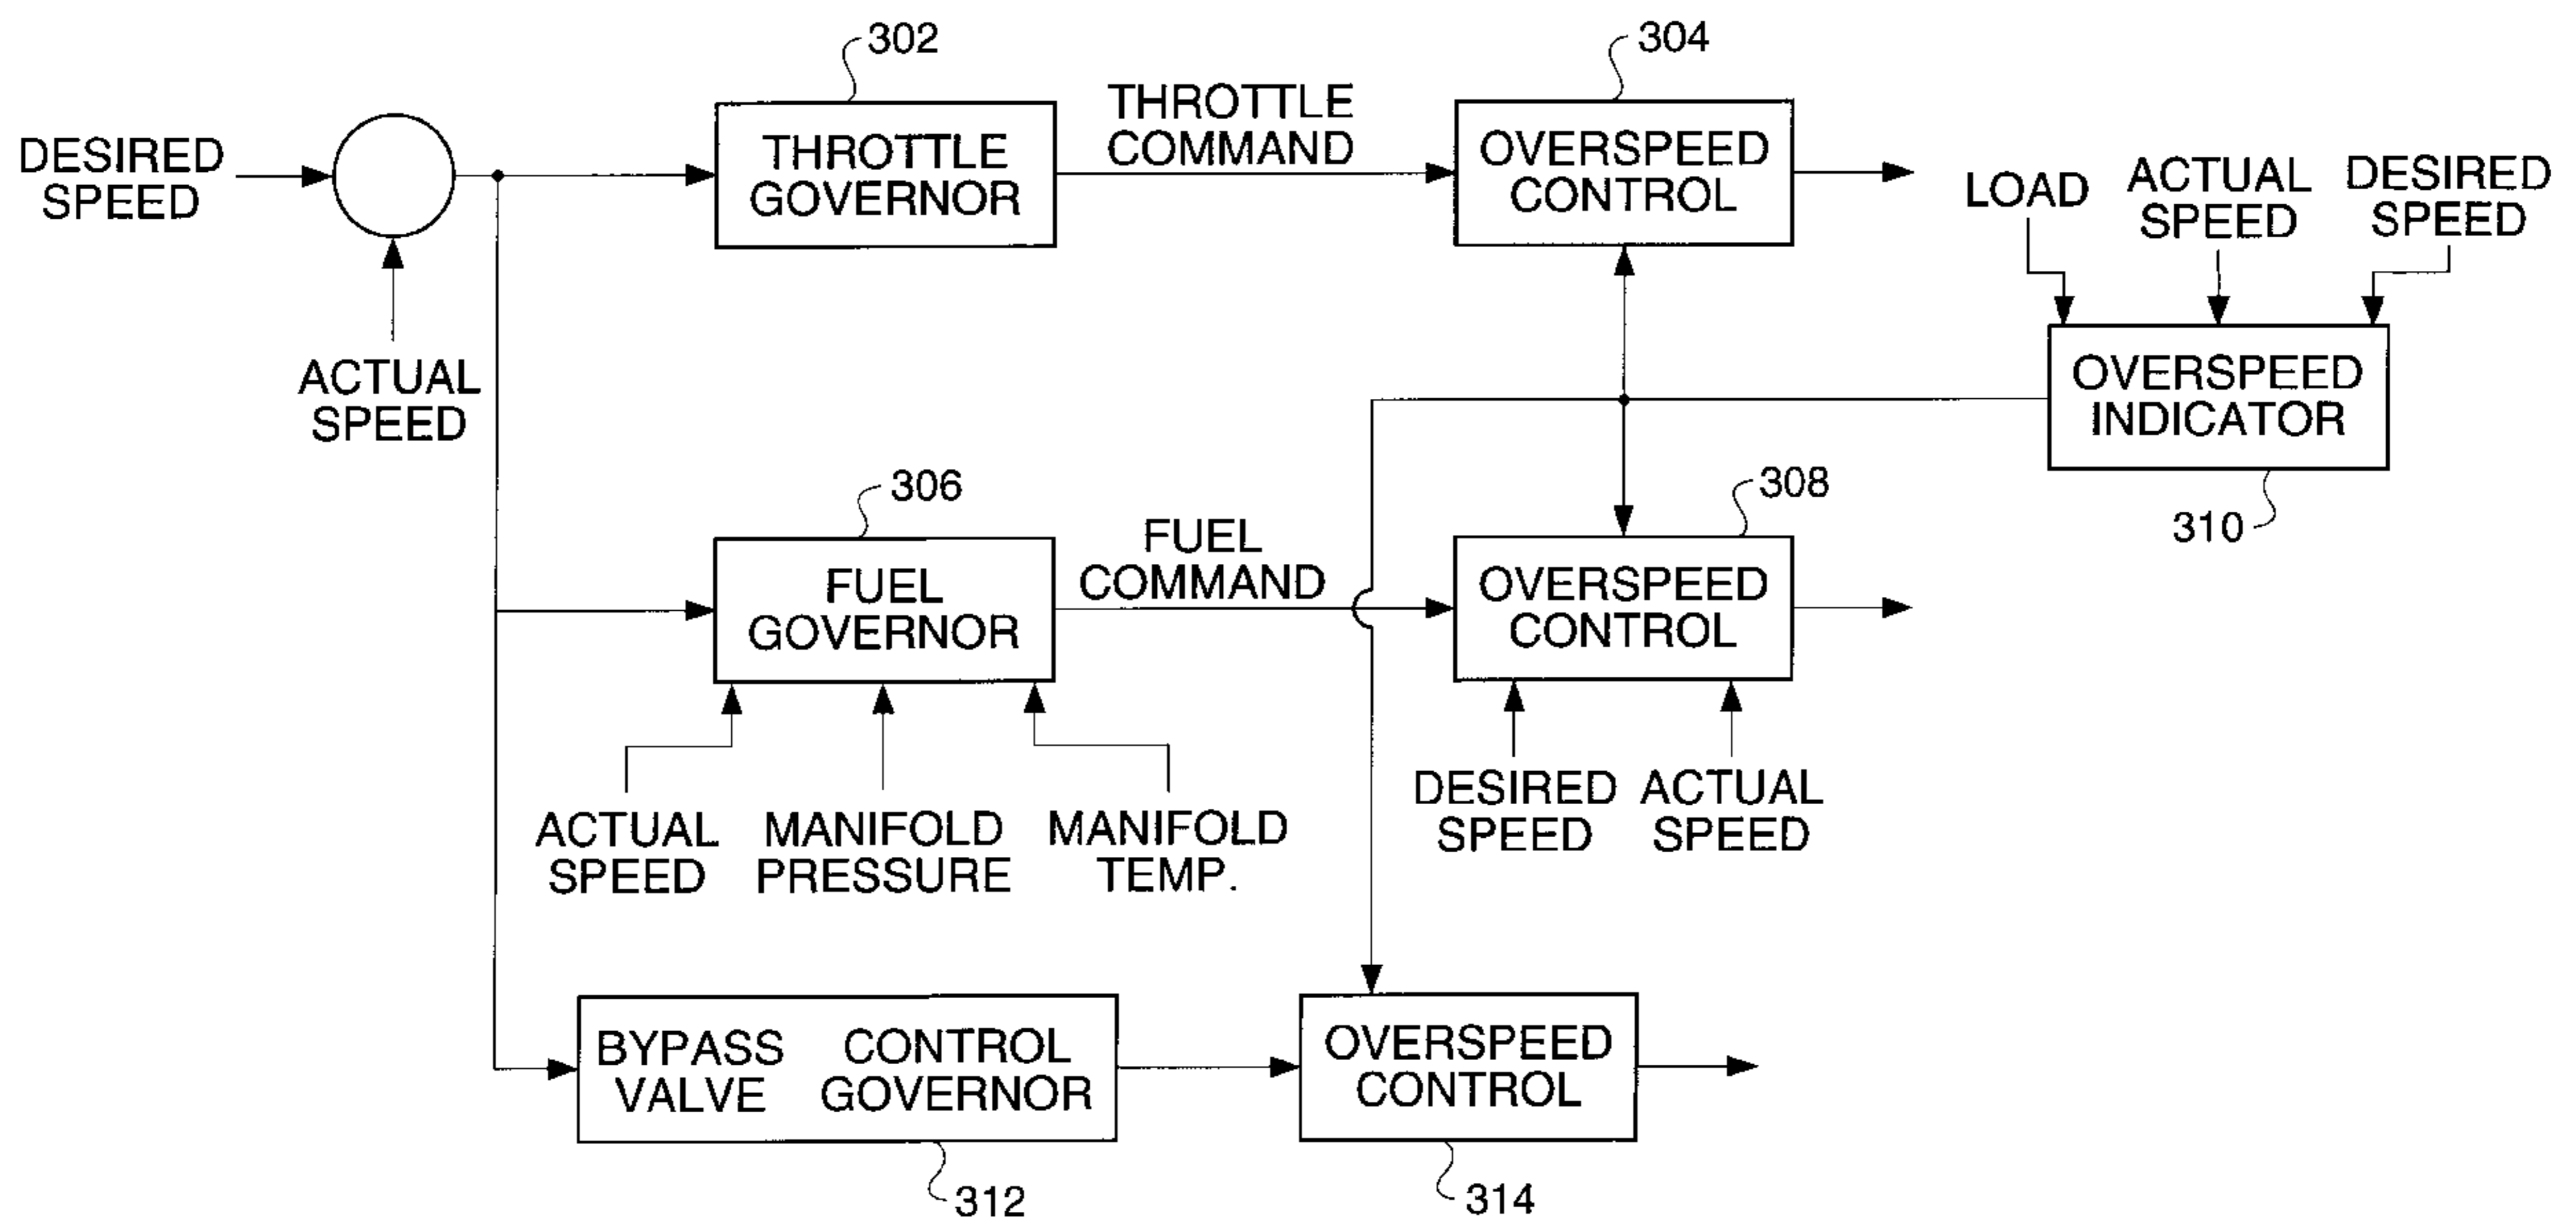 302
304
THROTTLE
COMMAND
DESIRED
SPEED
THROTTLE
GOVERNOR
OVERSPEED
CONTROL
LOAD
ACTUAL
SPEED
DESIRED
SPEED
ACTUAL
SPEED
OVERSPEED
INDICATOR
310
306
308
FUEL
COMMAND
FUEL
GOVERNOR
OVERSPEED
CONTROL
ACTUAL
SPEED
MANIFOLD
PRESSURE
MANIFOLD
TEMP.
DESIRED
SPEED
ACTUAL
SPEED
BYPASS
VALVE
CONTROL
GOVERNOR
OVERSPEED
CONTROL
312
314